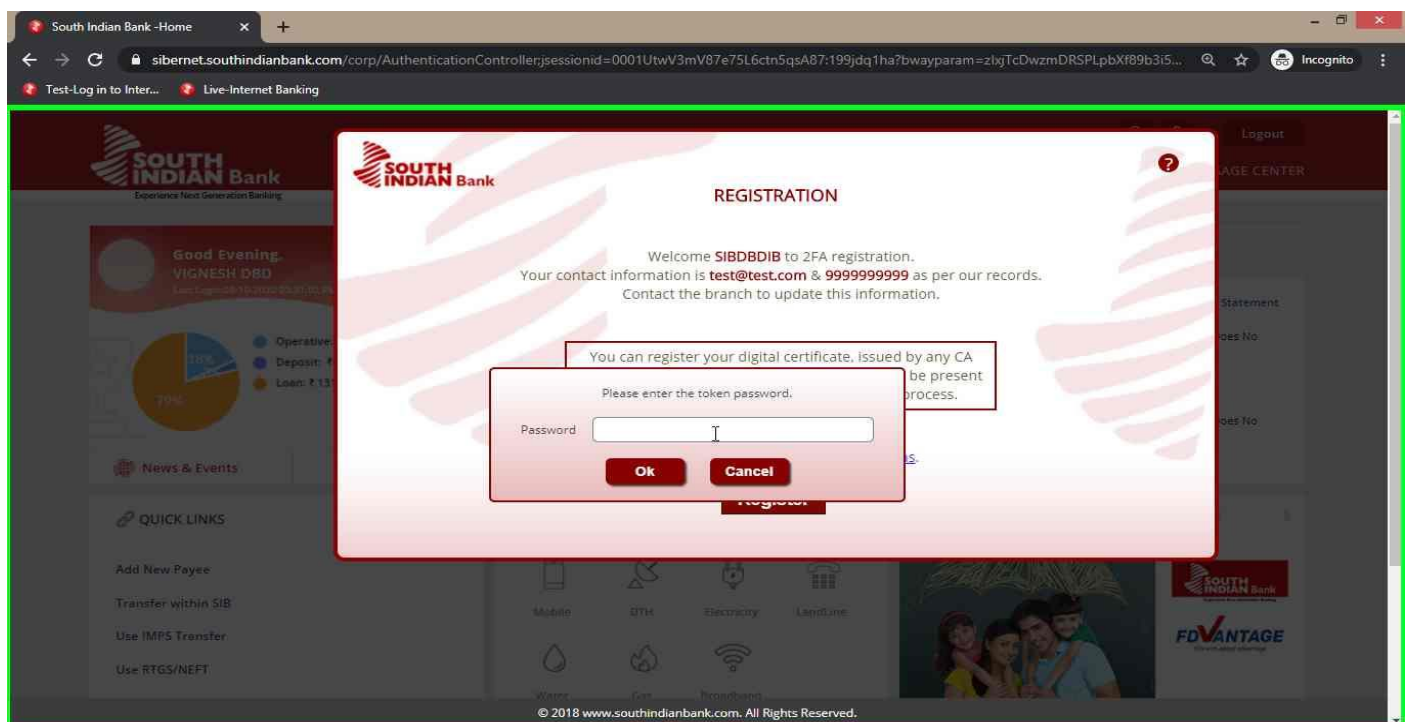 South Indian Bank -Home
sibernet.southindianbank.com/corp/AuthenticationController;jsessionid=0001UtwV3mV87e75L6ctn5qsA87:199jdq1ha?bwayparam=zlxjTcDwzmDRSPLpbXf89b3i5...
Incognito
Test-Log in to Inter...
Live-Internet Banking
SOUTH
INDIAN Bank
Experience Next Generation Banking
Logout
AGE CENTER
SOUTH
INDIAN Bank
REGISTRATION
Good Evening,
VIGNESH DBD
Welcome SIBDBDIB to 2FA registration.
Your contact information is test@test.com & 9999999999 as per our records.
Contact the branch to update this information.
Statement
oes No
Operative:
Deposit: ₹
Loan: ₹ 131
18%
79%
You can register your digital certificate, issued by any CA
be present
process.
Please enter the token password.
Password
Ok
Cancel
oes No
ns.
Register
News & Events
QUICK LINKS
Add New Payee
Transfer within SIB
Use IMPS Transfer
Use RTGS/NEFT
Mobile
DTH
Electricity
LandLine
Water
Gas
Broadband
SOUTH
INDIAN Bank
FDVANTAGE
© 2018 www.southindianbank.com. All Rights Reserved.